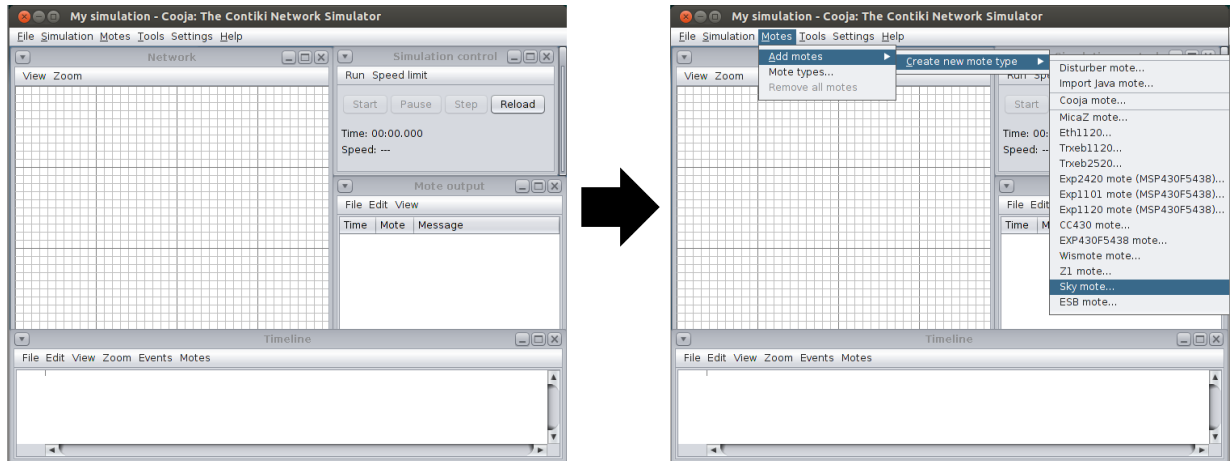 My simulation - Cooja: The Contiki Network Simulator
File Simulation Motes Tools Settings Help
Network
View Zoom
Simulation control
Run Speed limit
Start Pause Step Reload
Time: 00:00.000
Speed: ---
Mote output
File Edit View
Time Mote Message
Timeline
File Edit View Zoom Events Motes
My simulation - Cooja: The Contiki Network Simulator
File Simulation Motes Tools Settings Help
View Zoom
Add motes
Mote types...
Remove all motes
Create new mote type
Disturber mote...
Import Java mote...
Cooja mote...
MicaZ mote...
Eth1120...
Trxeb1120...
Trxeb2520...
Exp2420 mote (MSP430F5438)...
Exp1101 mote (MSP430F5438)...
Exp1120 mote (MSP430F5438)...
CC430 mote...
EXP430F5438 mote...
Wismote mote...
Z1 mote...
Sky mote...
ESB mote...
Run
Start
Time: 00:
Speed: --
File Edit
Time M
Timeline
File Edit View Zoom Events Motes